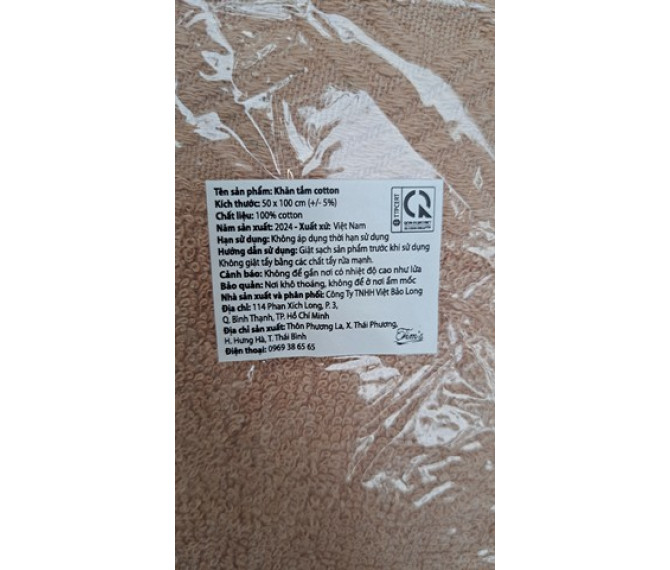 Tên sản phẩm: Khăn tắm cotton
Kích thước: 50 x 100 cm (+/- 5%)
Chất liệu: 100% cotton
Năm sản xuất: 2024 - Xuất xứ: Việt Nam
Hạn sử dụng: Không áp dụng thời hạn sử dụng
Hướng dẫn sử dụng: Giặt sạch sản phẩm trước khi sử dụng
Không giặt tẩy bằng các chất tẩy rửa mạnh.
Cảnh báo: Không để gần nơi có nhiệt độ cao như lửa
Bảo quản: Nơi khô thoáng, không để ở nơi ẩm mốc
Nhà sản xuất và phân phối: Công Ty TNHH Việt Bảo Long
Địa chỉ: 114 Phan Xích Long, P. 3,
Q. Bình Thạnh, TP. Hồ Chí Minh
Địa chỉ sản xuất: Thôn Phương La, X. Thái Phương,
H. Hưng Hà, T. Thái Bình
Điện thoại: 0969 38 65 65
TTPCERT